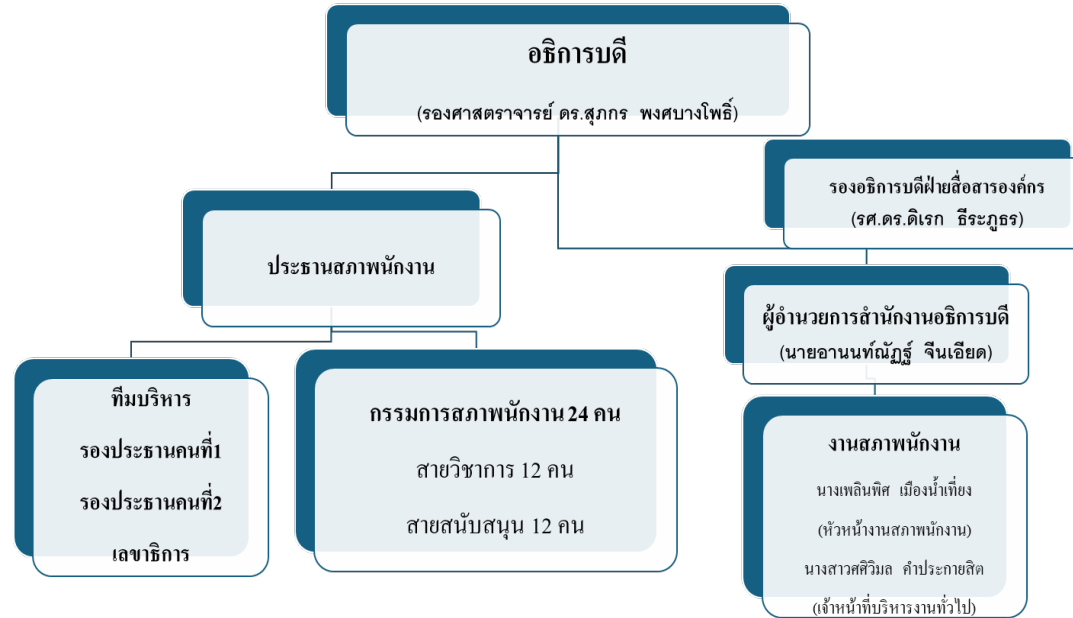 อธิการบดี
(รองศาสตราจารย์ ดร.สุภกร พงศบางโพธิ์)
รองอธิการบดีฝ่ายสื่อสารองค์กร
(รศ.ดร.ดิเรก ธีระภูธร)
ประธานสภาพนักงาน
ผู้อำนวยการสำนักงานอธิการบดี
(นายอานนท์ณัฏฐ์ จีนเอียด)
ทีมบริหาร
รองประธานคนที่1
รองประธานคนที่2
เลขาธิการ
กรรมการสภาพนักงาน 24 คน
สายวิชาการ 12 คน
สายสนับสนุน 12 คน
งานสภาพนักงาน
นางเพลินพิศ เมืองน้ำเที่ยง
(หัวหน้างานสภาพนักงาน)
นางสาวศศิวิมล คำประกายสิต
(เจ้าหน้าที่บริหารงานทั่วไป)